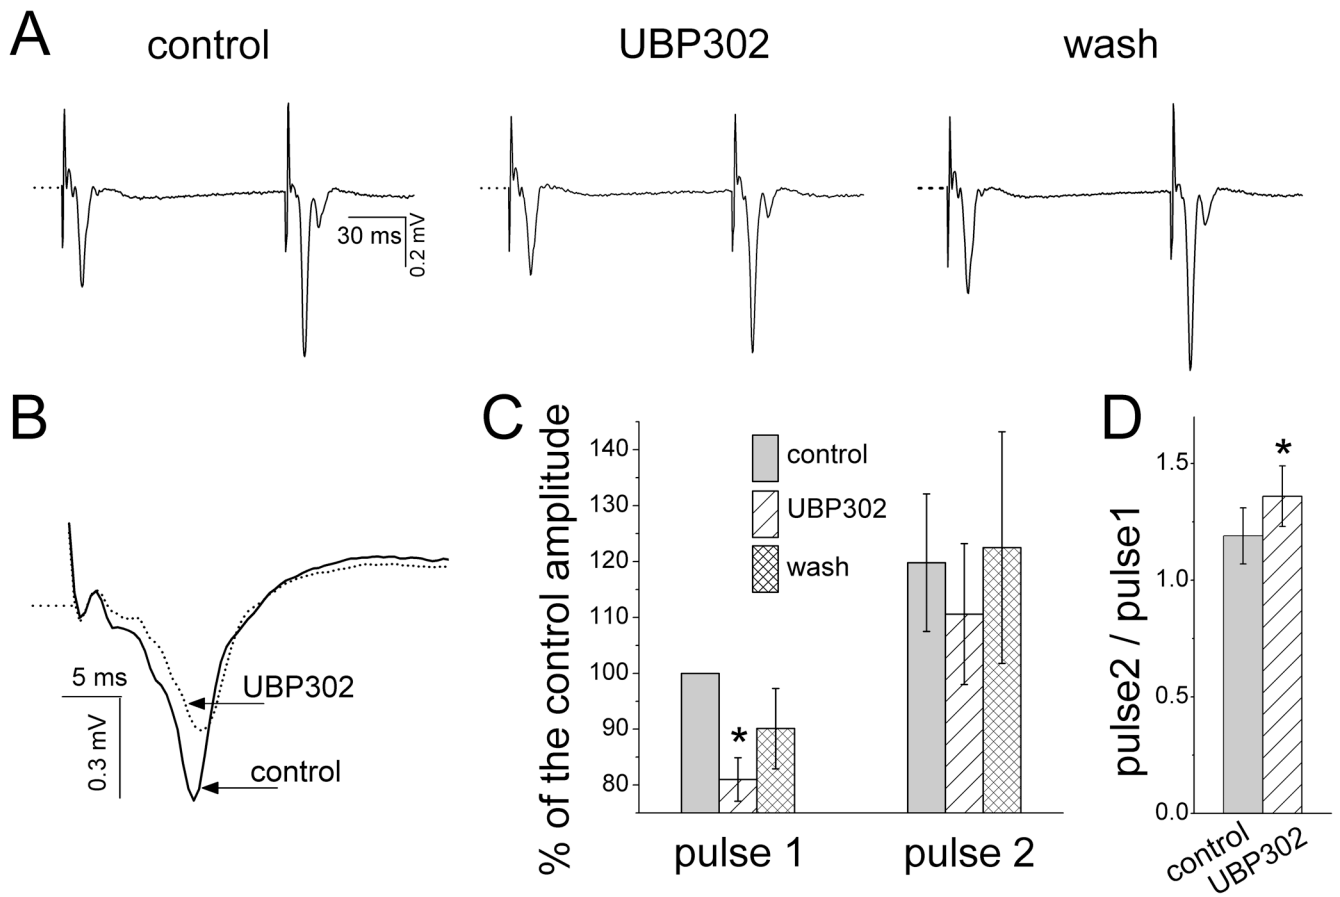 A
control
UBP302
wash
30 ms
0.2 mV
B
5 ms
0.3 mV
UBP302
control
C
% of the control amplitude
140
130
120
110
100
90
80
control
UBP302
wash
*
pulse 1
pulse 2
D
pulse2 / pulse1
1.5
1.0
0.5
0.0
*
control
UBP302